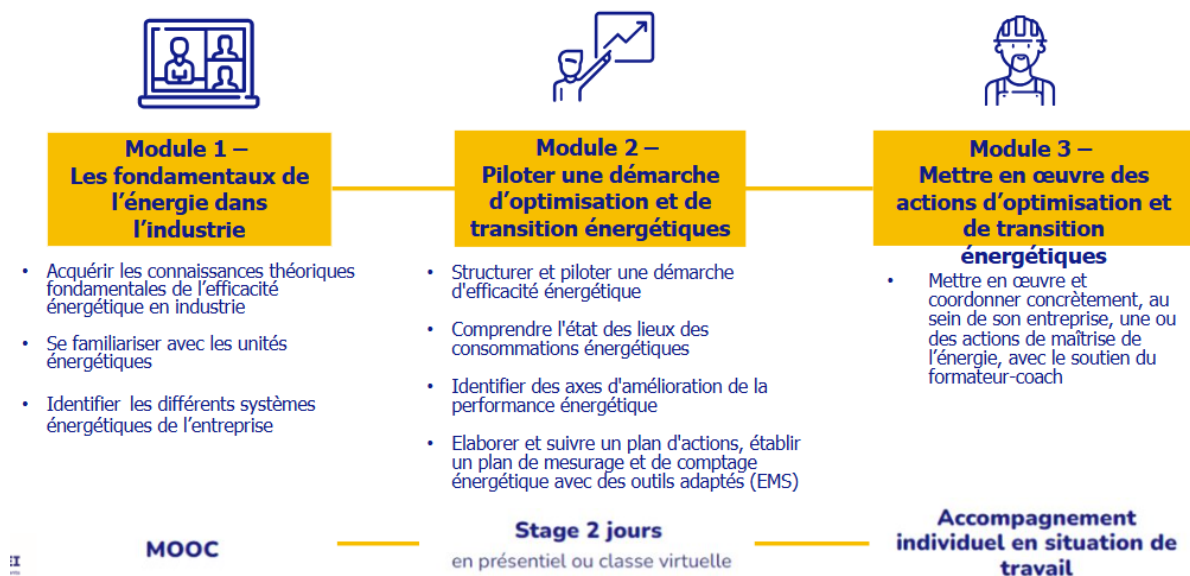 Module 1 –
Les fondamentaux de
l’énergie dans
l’industrie
• Acquérir les connaissances théoriques
fondamentales de l’efficacité
énergétique en industrie
• Se familiariser avec les unités
énergétiques
• Identifier les différents systèmes
énergétiques de l’entreprise
MOOC
Module 2 –
Piloter une démarche
d’optimisation et de
transition énergétiques
• Structurer et piloter une démarche
d'efficacité énergétique
• Comprendre l'état des lieux des
consommations énergétiques
• Identifier des axes d'amélioration de la
performance énergétique
• Elaborer et suivre un plan d'actions, établir
un plan de mesurage et de comptage
énergétique avec des outils adaptés (EMS)
Stage 2 jours
en présentiel ou classe virtuelle
Module 3 –
Mettre en œuvre des
actions d’optimisation et
de transition
énergétiques
• Mettre en œuvre et
coordonner concrètement, au
sein de son entreprise, une ou
des actions de maîtrise de
l’énergie, avec le soutien du
formateur-coach
Accompagnement
individuel en situation de
travail